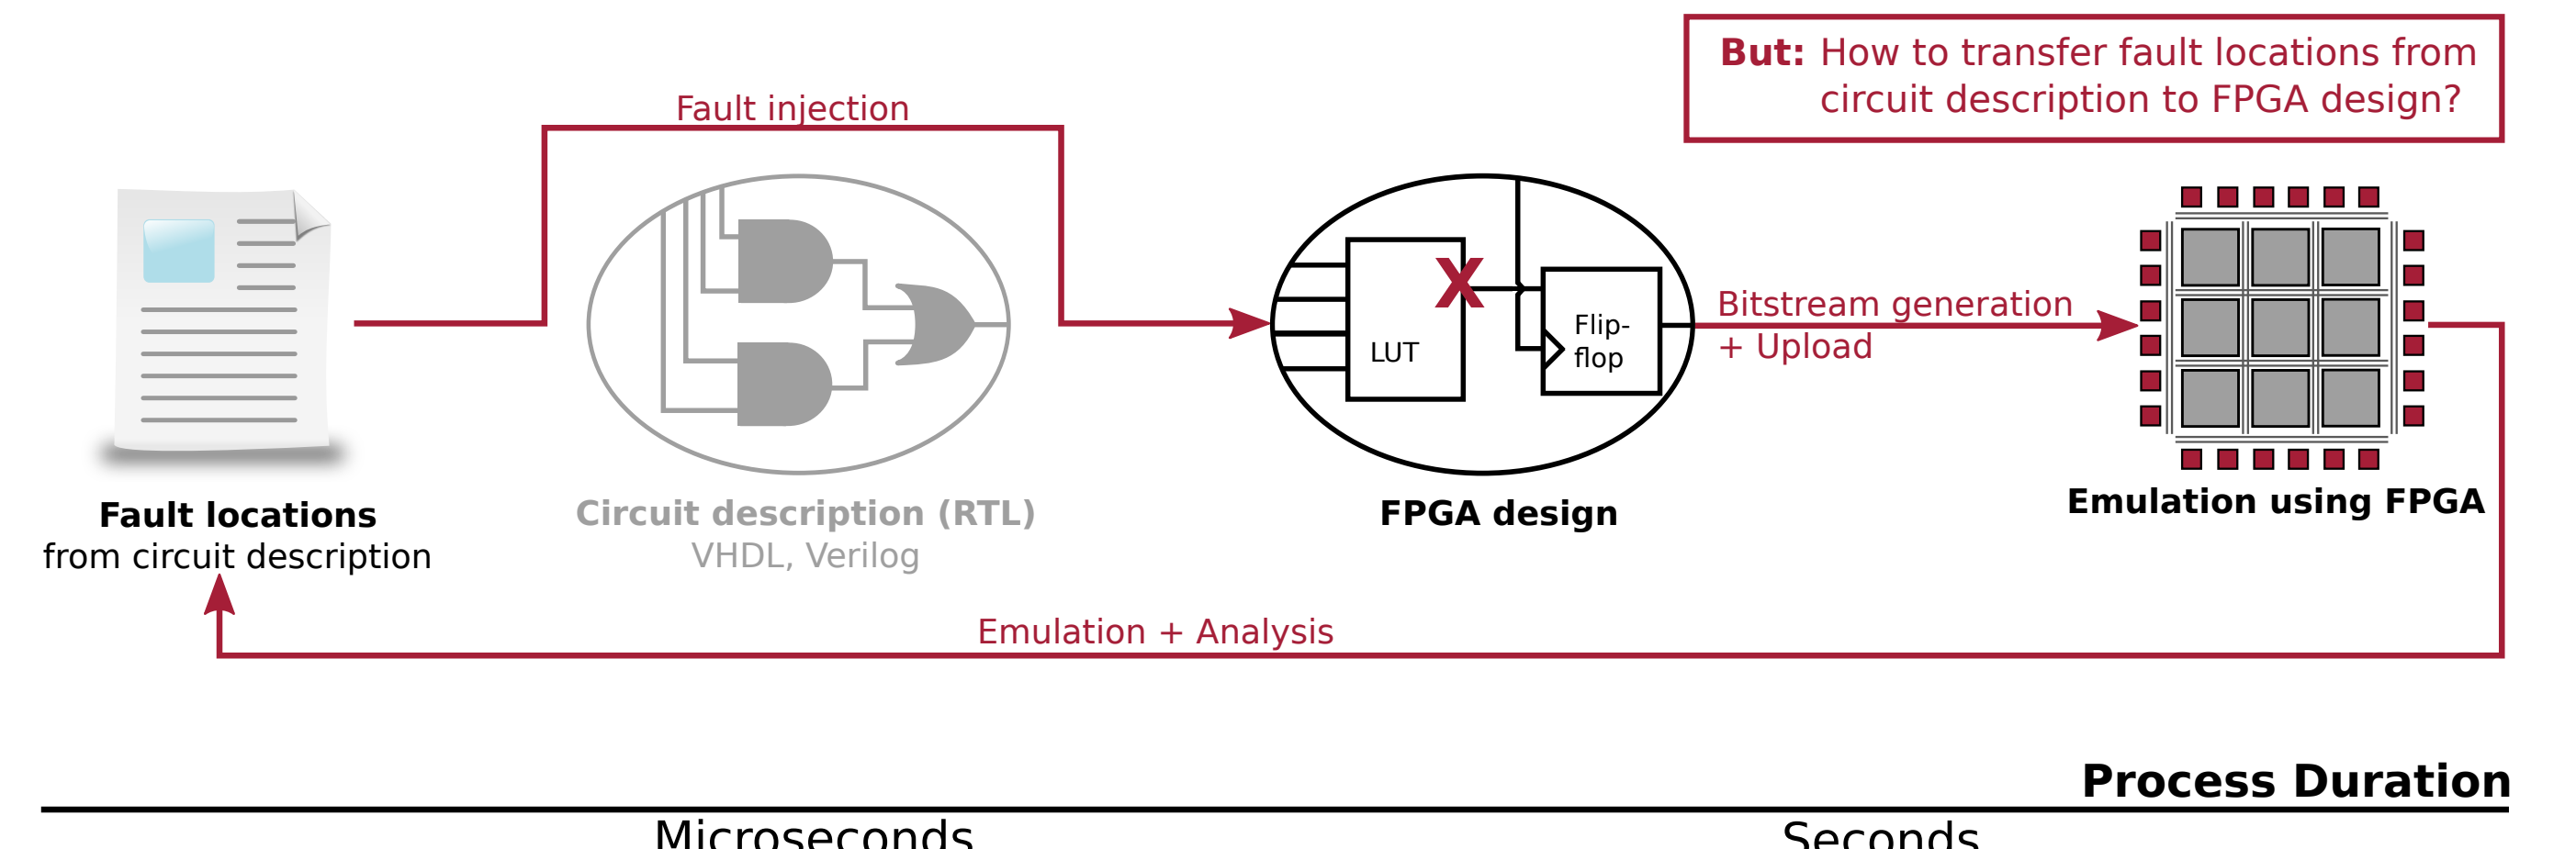 But: How to transfer fault locations from
circuit description to FPGA design?
Fault injection
LUT
Flip-
flop
Bitstream generation
+ Upload
Fault locations
from circuit description
Circuit description (RTL)
VHDL, Verilog
FPGA design
Emulation using FPGA
Emulation + Analysis
Process Duration
Microseconds
Seconds